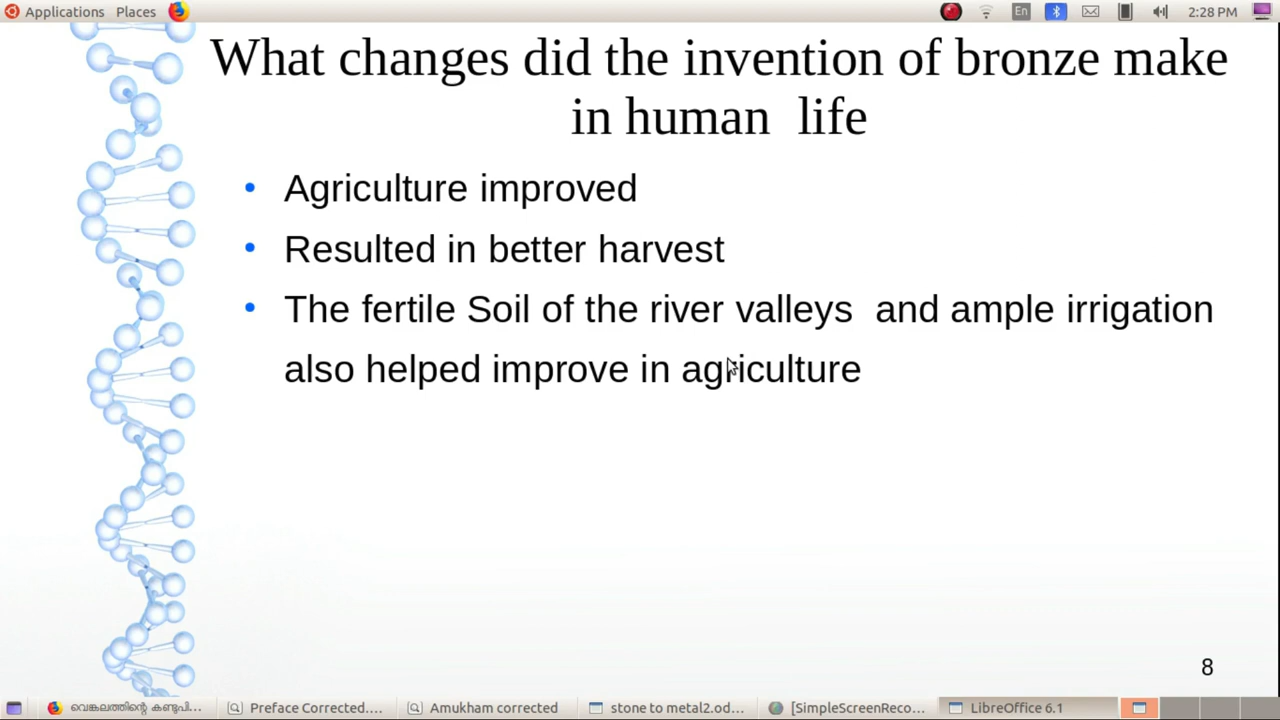 Applications Places En 2:28 PM
What changes did the invention of bronze make
in human life
• Agriculture improved
• Resulted in better harvest
• The fertile Soil of the river valleys and ample irrigation
also helped improve in agriculture
8
വെങ്കലത്തിന്റെ കണ്ടുപി... Preface Corrected.... Amukham corrected stone to metal2.od... [SimpleScreenReco... LibreOffice 6.1